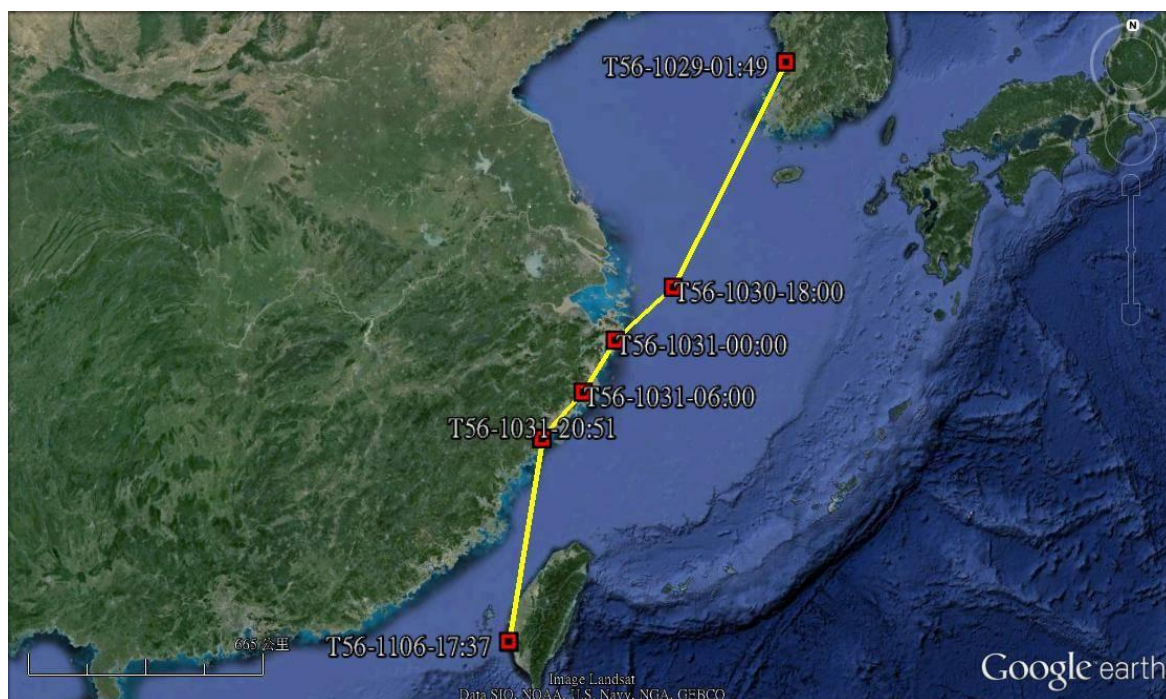 N
T56-1029-01:49
T56-1030-18:00
T56-1031-00:00
T56-1031-06:00
T56-1031-20:51
T56-1106-17:37
665 公里
Image Landsat
Data SIO, NOAA, U.S. Navy, NGA, GEBCO
Google earth